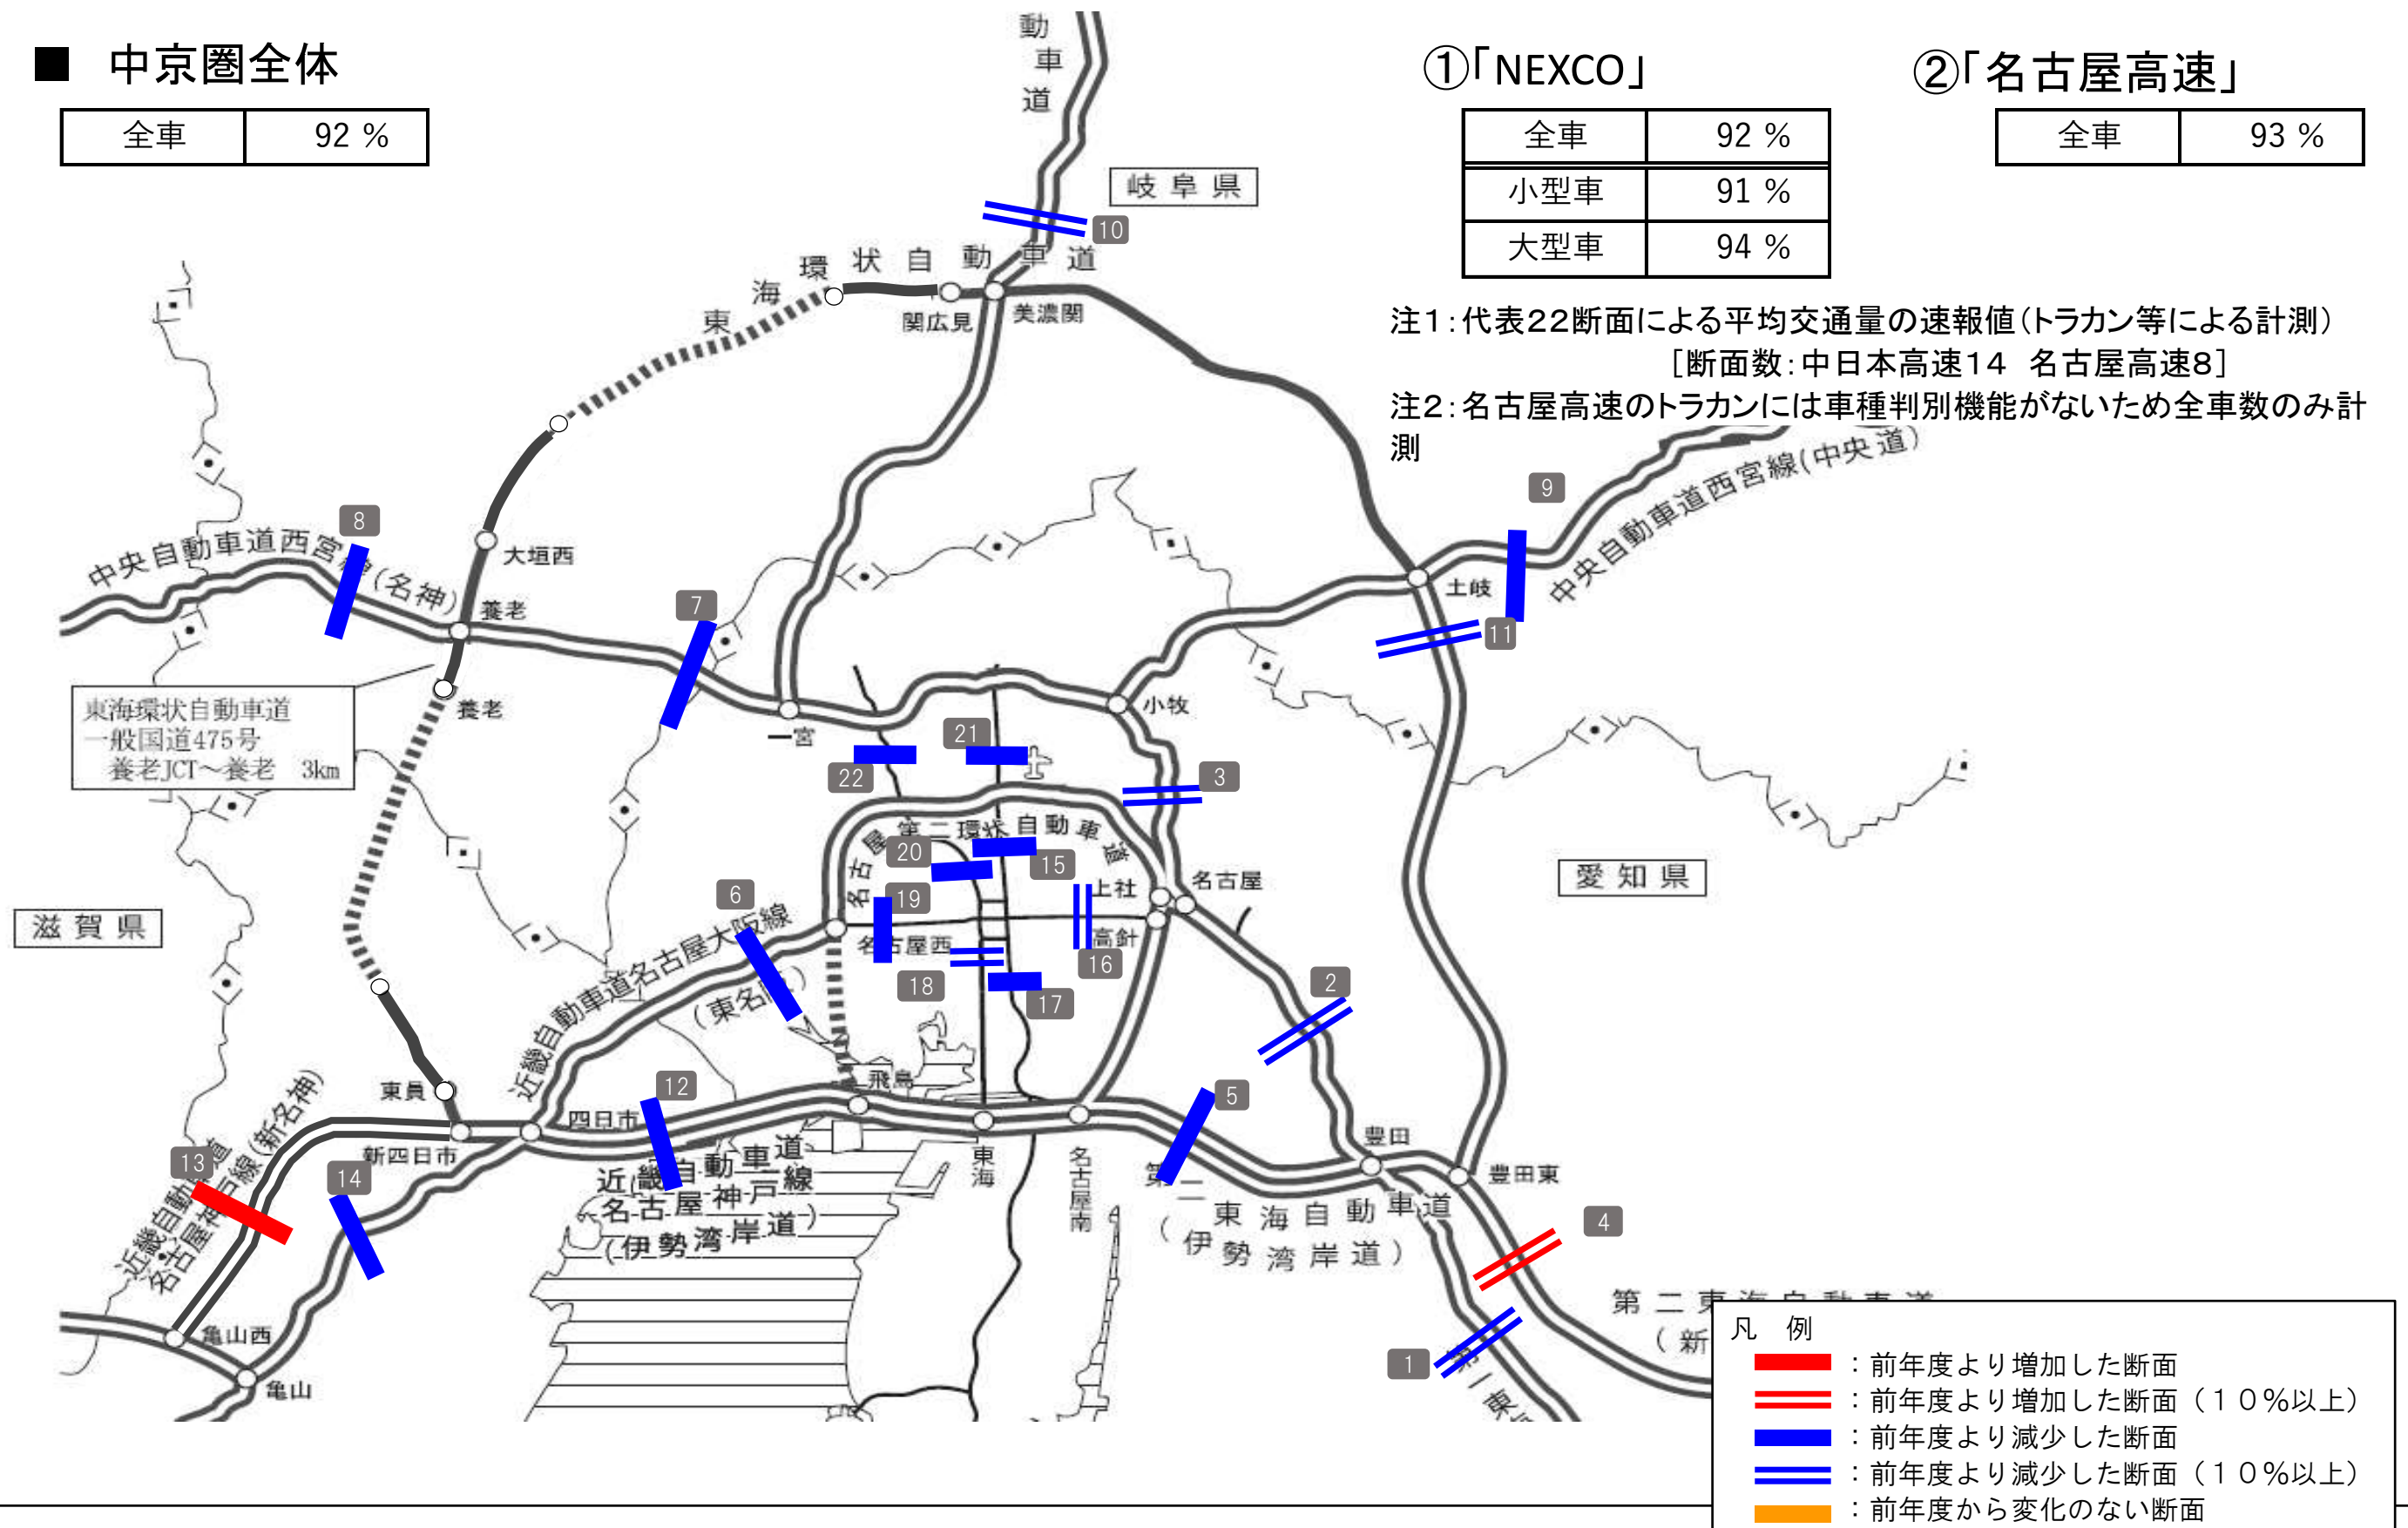 ■ 中京圏全体
全車 92 %
①「NEXCO」
全車 92 %
小型車 91 %
大型車 94 %
②「名古屋高速」
全車 93 %
注1：代表22断面による平均交通量の速報値（トラカン等による計測）
［断面数：中日本高速14 名古屋高速8］
注2：名古屋高速のトラカンには車種判別機能がないため全車数のみ計
測
動車道
岐阜県
10
東海環状自動車道
関広見
美濃関
9
中央自動車道西宮線(中央道)
8
中央自動車道西宮線(名神)
大垣西
養老
7
土岐
11
東海環状自動車道
一般国道475号
養老JCT～養老 3km
養老
一宮
小牧
22
21
3
名古屋第二環状自動車道
20
15
19
上社
名古屋
愛知県
滋賀県
6
名古屋西
高針
16
18
17
2
近畿自動車道名古屋大阪線
(東名阪)
東員
12
飛島
5
四日市
新四日市
豊田
豊田東
13
14
近畿自動車道
名古屋神戸線(新名神)
近畿自動車道
名古屋神戸線
(伊勢湾岸道)
東海
名古屋南
第二東海自動車道
(伊勢湾岸道)
4
亀山西
亀山
1
第一東
第二東海自動車道
(新
凡 例
：前年度より増加した断面
：前年度より増加した断面（１０％以上）
：前年度より減少した断面
：前年度より減少した断面（１０％以上）
：前年度から変化のない断面